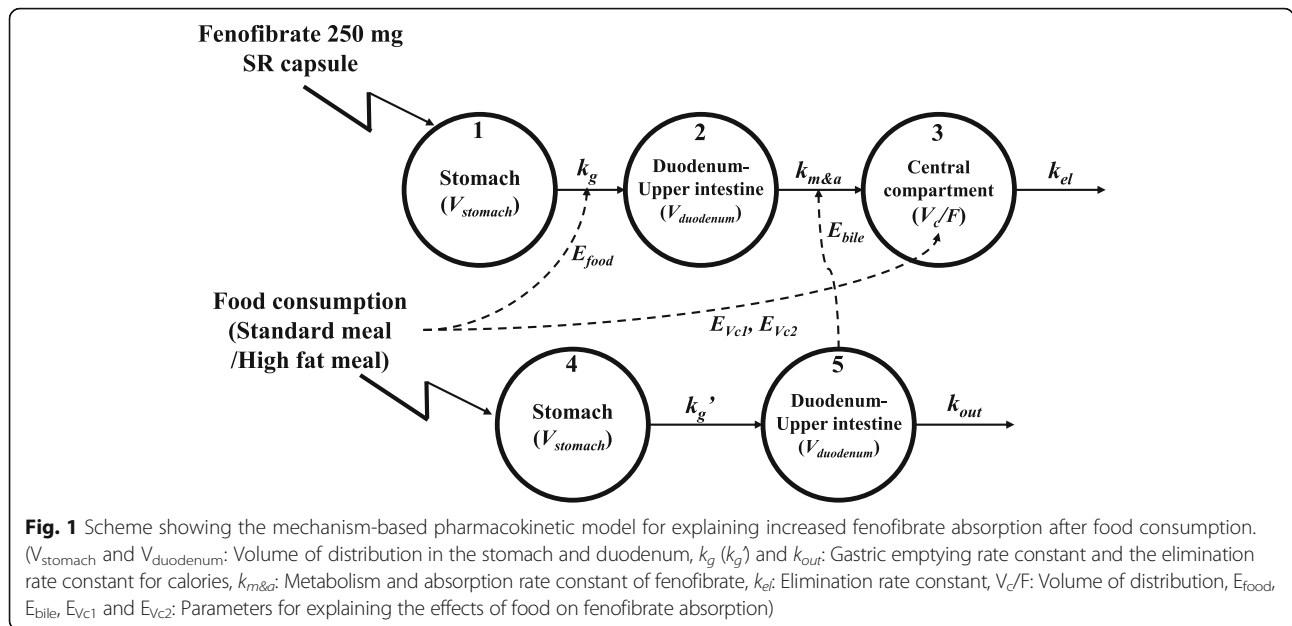 Fenofibrate 250 mg
SR capsule
1
Stomach
(V_stomach)
k_g
2
Duodenum-
Upper intestine
(V_duodenum)
k_m&a
3
Central
compartment
(V_c/F)
k_el
E_food
E_bile
Food consumption
(Standard meal
/High fat meal)
E_Vc1, E_Vc2
4
Stomach
(V_stomach)
k_g’
5
Duodenum-
Upper intestine
(V_duodenum)
k_out
Fig. 1 Scheme showing the mechanism-based pharmacokinetic model for explaining increased fenofibrate absorption after food consumption.
(V_stomach and V_duodenum: Volume of distribution in the stomach and duodenum, k_g (k_g’) and k_out: Gastric emptying rate constant and the elimination
rate constant for calories, k_m&a: Metabolism and absorption rate constant of fenofibrate, k_el: Elimination rate constant, V_c/F: Volume of distribution, E_food,
E_bile, E_Vc1 and E_Vc2: Parameters for explaining the effects of food on fenofibrate absorption)